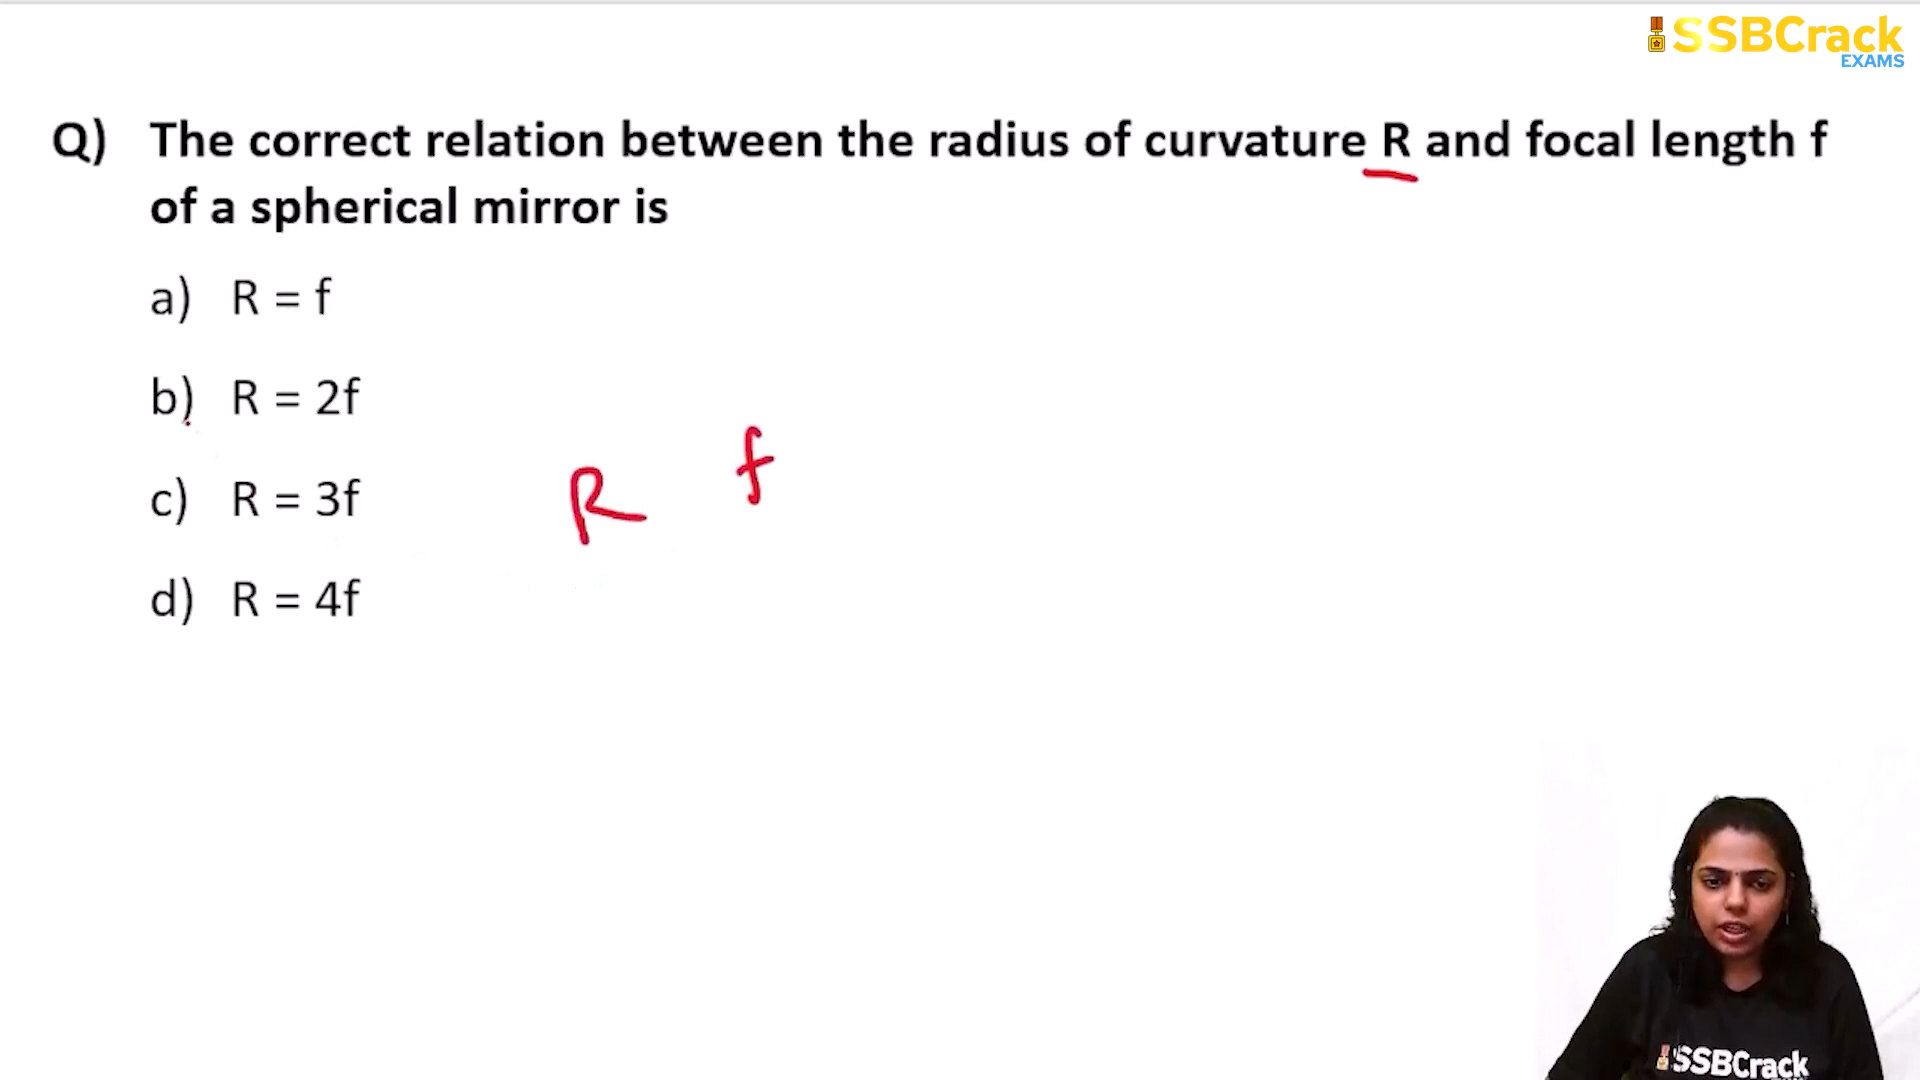 SSBCrack
EXAMS
Q) The correct relation between the radius of curvature R and focal length f
of a spherical mirror is
a) R = f
b) R = 2f
c) R = 3f
d) R = 4f
R f
SSBCrack